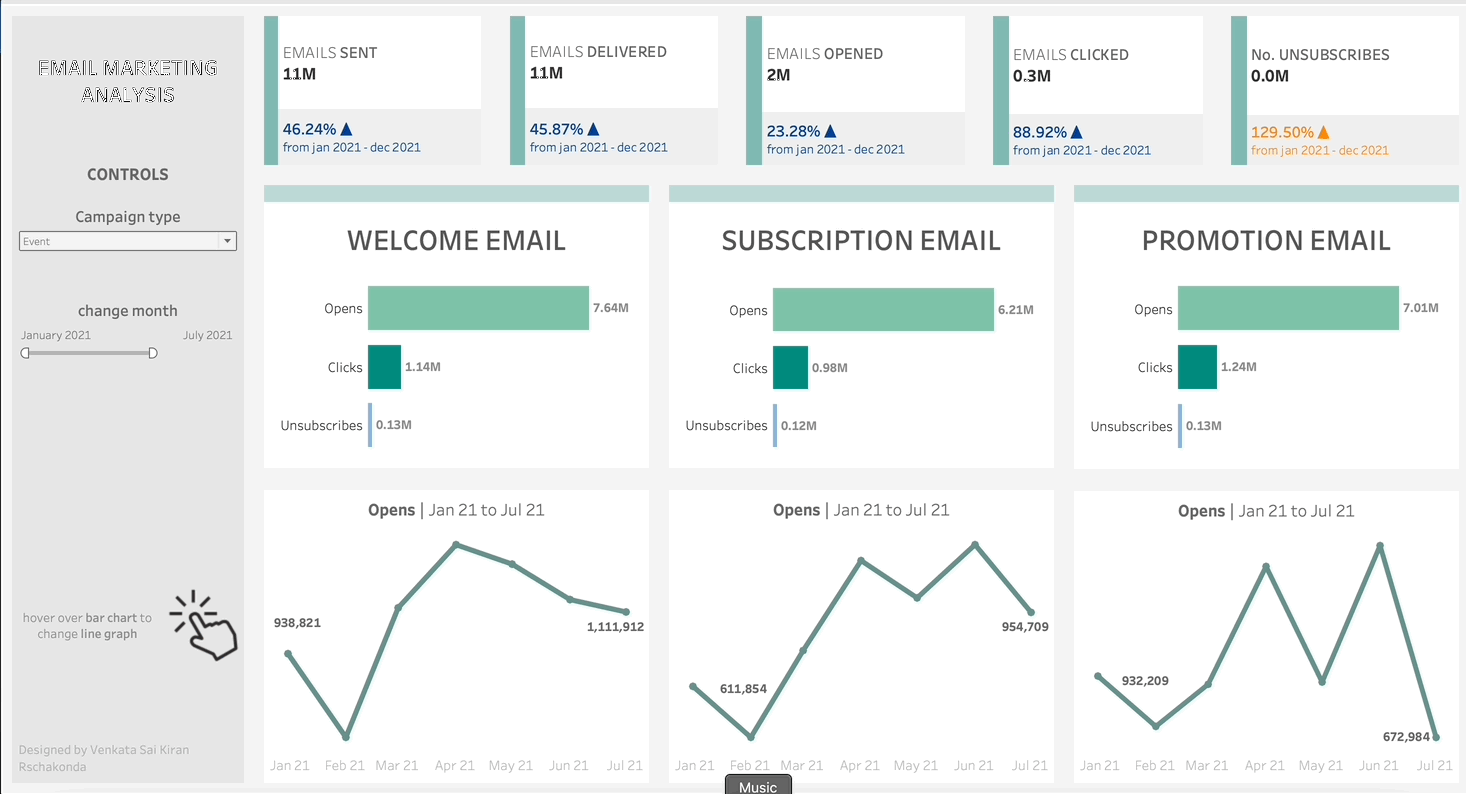 EMAIL MARKETING
ANALYSIS
CONTROLS
Campaign type
Event
change month
January 2021 July 2021
hover over bar chart to
change line graph
Designed by Venkata Sai Kiran
Rschakonda
EMAILS SENT
11M
46.24% ▲
from jan 2021 - dec 2021
EMAILS DELIVERED
11M
45.87% ▲
from jan 2021 - dec 2021
EMAILS OPENED
2M
23.28% ▲
from jan 2021 - dec 2021
EMAILS CLICKED
0.3M
88.92% ▲
from jan 2021 - dec 2021
No. UNSUBSCRIBES
0.0M
129.50% ▲
from jan 2021 - dec 2021
WELCOME EMAIL
Opens 7.64M
Clicks 1.14M
Unsubscribes 0.13M
SUBSCRIPTION EMAIL
Opens 6.21M
Clicks 0.98M
Unsubscribes 0.12M
PROMOTION EMAIL
Opens 7.01M
Clicks 1.24M
Unsubscribes 0.13M
Opens | Jan 21 to Jul 21
938,821
1,111,912
Jan 21 Feb 21 Mar 21 Apr 21 May 21 Jun 21 Jul 21
Opens | Jan 21 to Jul 21
954,709
611,854
Jan 21 Feb 21 Mar 21 Apr 21 May 21 Jun 21 Jul 21
Opens | Jan 21 to Jul 21
932,209
672,984
Jan 21 Feb 21 Mar 21 Apr 21 May 21 Jun 21 Jul 21
Music